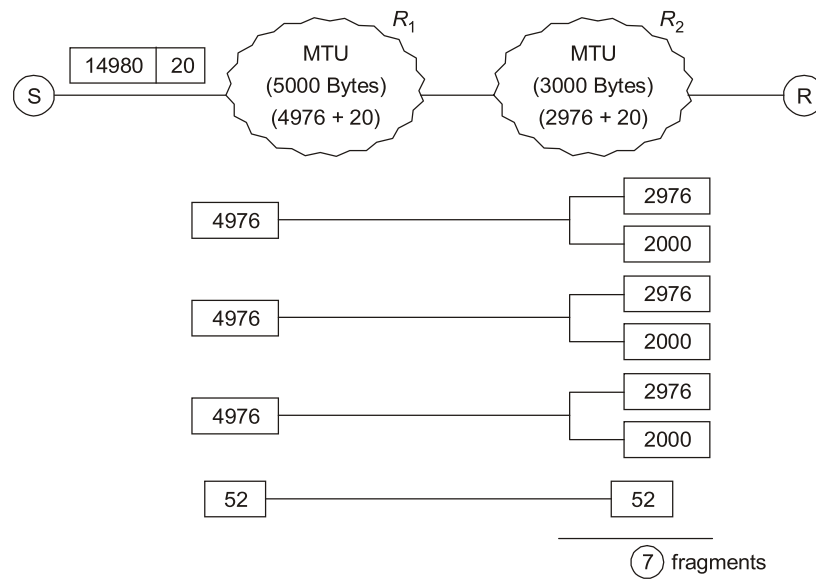 R1
R2
14980 20
MTU
(5000 Bytes)
(4976 + 20)
MTU
(3000 Bytes)
(2976 + 20)
S
R
4976
2976
2000
4976
2976
2000
4976
2976
2000
52
52
7 fragments